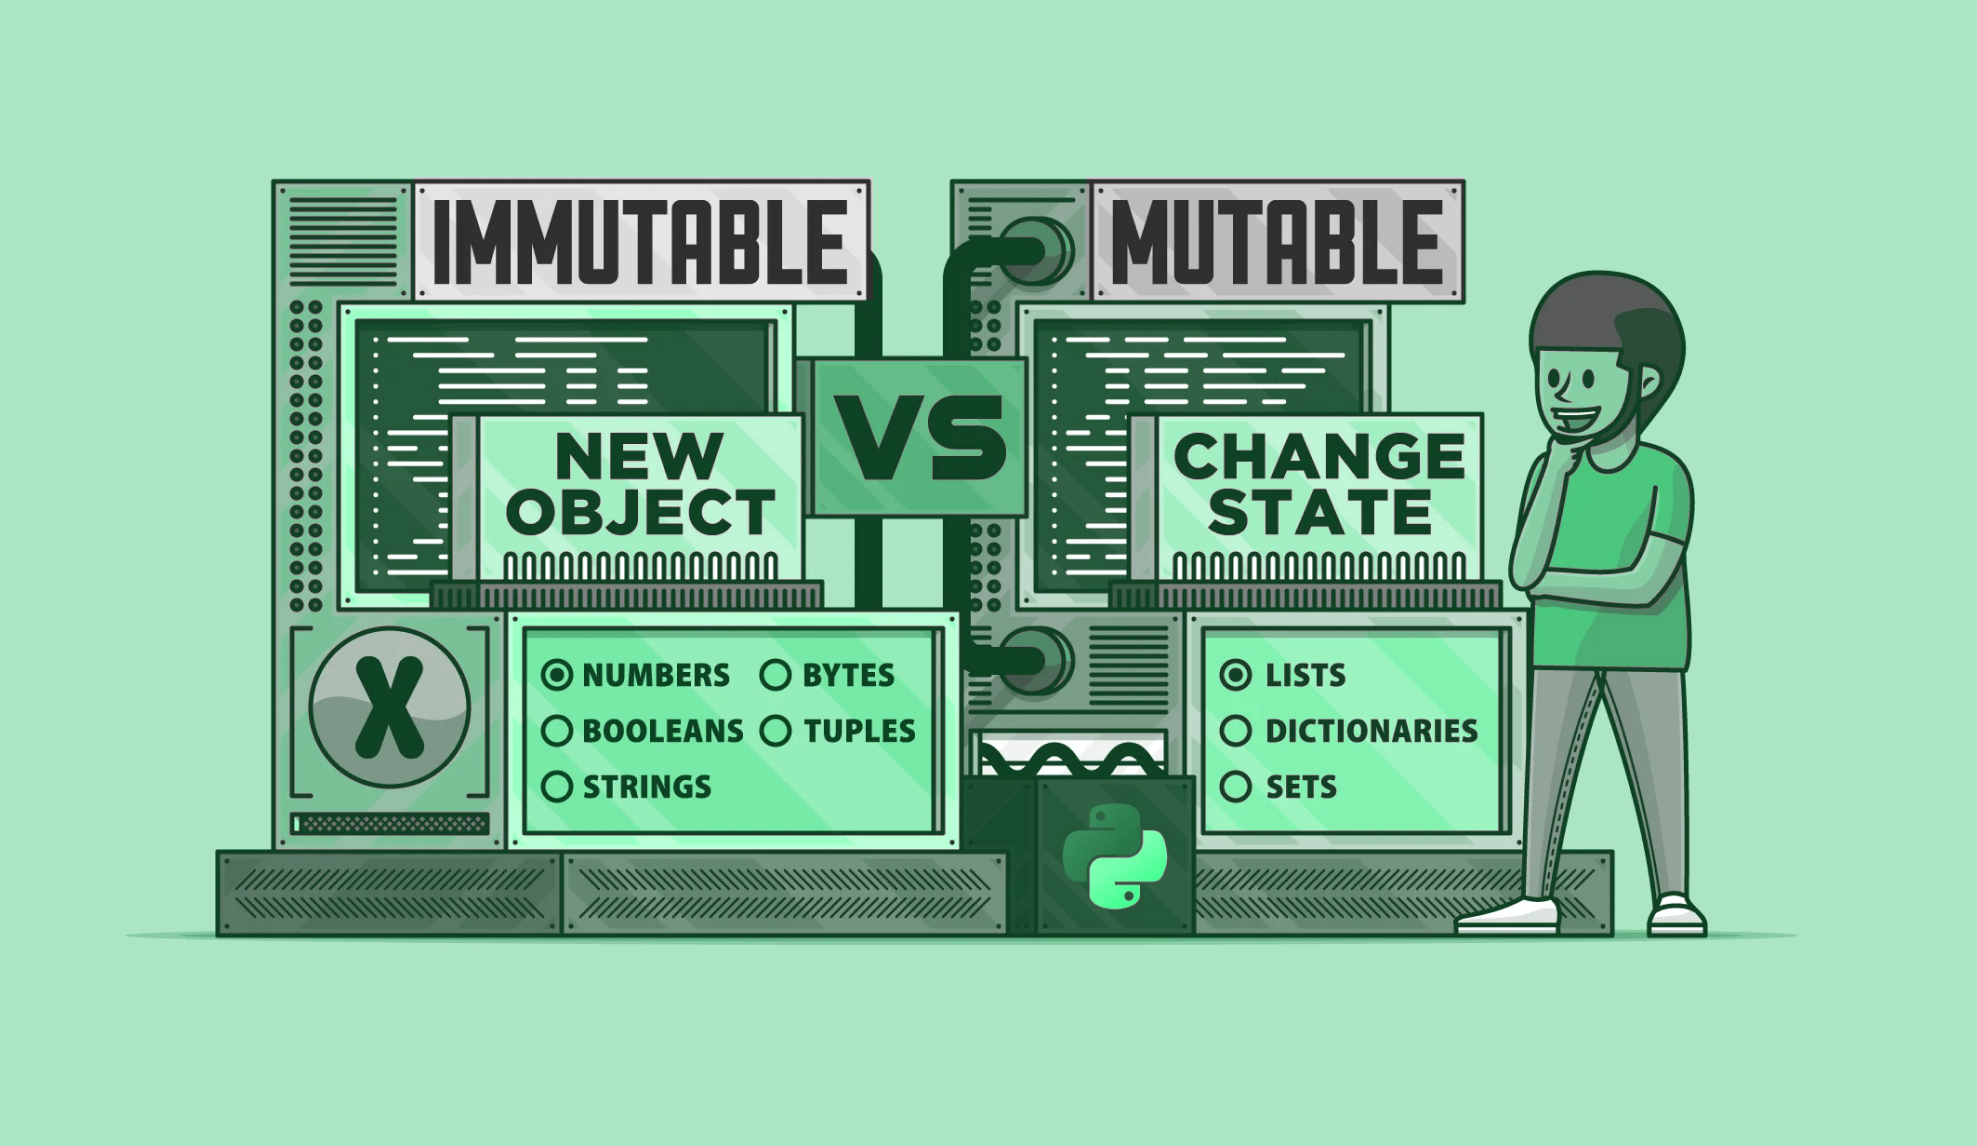 IMMUTABLE
NEW
OBJECT
X
NUMBERS
BOOLEANS
STRINGS
BYTES
TUPLES
VS
MUTABLE
CHANGE
STATE
LISTS
DICTIONARIES
SETS